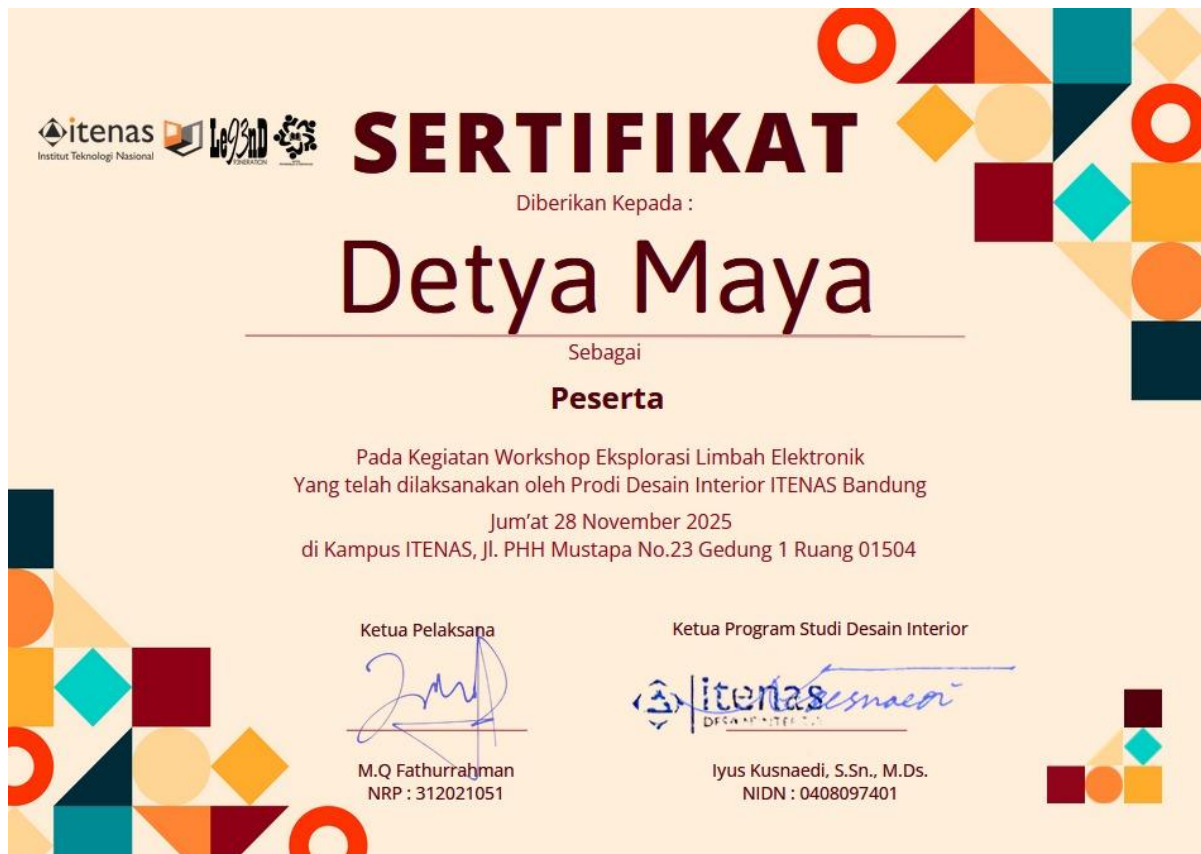 itenas
Institut Teknologi Nasional
Le93nD
SERTIFIKAT
Diberikan Kepada :
Detya Maya
Sebagai
Peserta
Pada Kegiatan Workshop Eksplorasi Limbah Elektronik
Yang telah dilaksanakan oleh Prodi Desain Interior ITENAS Bandung
Jum'at 28 November 2025
di Kampus ITENAS, Jl. PHH Mustapa No.23 Gedung 1 Ruang 01504
Ketua Pelaksana
Ketua Program Studi Desain Interior
itenas
M.Q Fathurrahman
NRP : 312021051
Iyus Kusnaedi, S.Sn., M.Ds.
NIDN : 0408097401